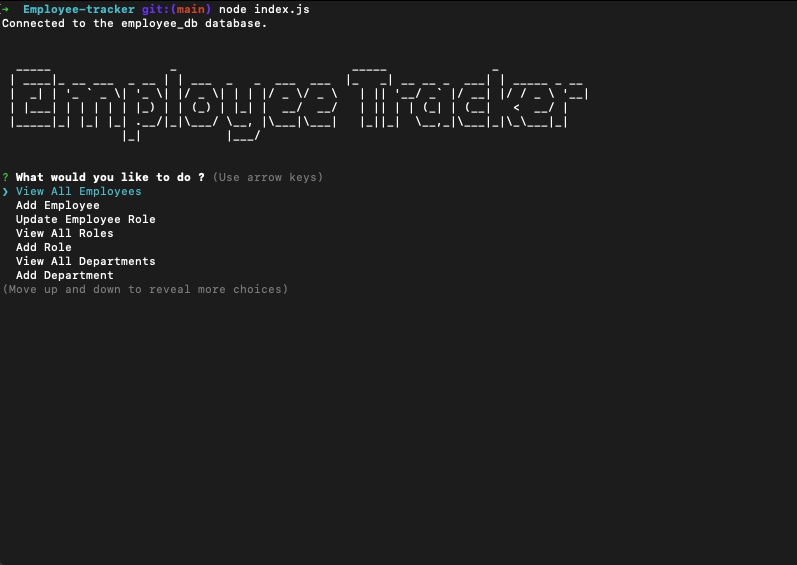 → Employee-tracker git:(main) node index.js
Connected to the employee_db database.
Employee Tracker
? What would you like to do ? (Use arrow keys)
❯ View All Employees
Add Employee
Update Employee Role
View All Roles
Add Role
View All Departments
Add Department
(Move up and down to reveal more choices)